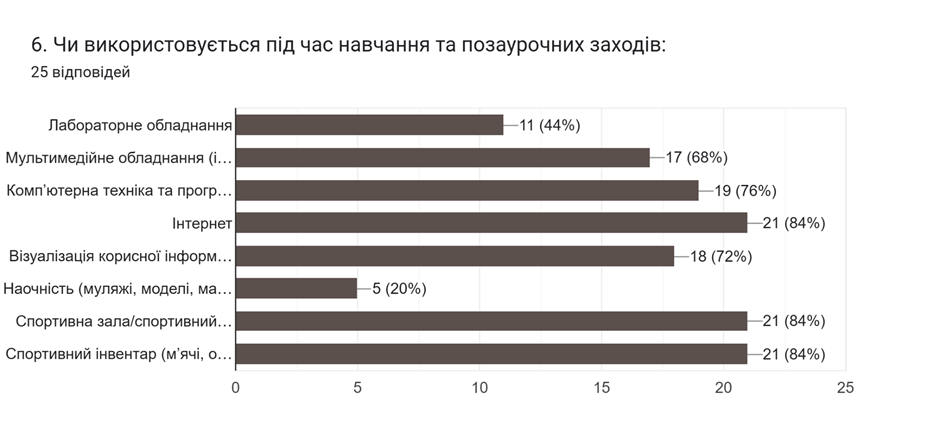 6. Чи використовується під час навчання та позаурочних заходів:
25 відповідей
Лабораторне обладнання 11 (44%)
Мультимедійне обладнання (і… 17 (68%)
Комп’ютерна техніка та прогр… 19 (76%)
Інтернет 21 (84%)
Візуалізація корисної інформ… 18 (72%)
Наочність (муляжі, моделі, ма… 5 (20%)
Спортивна зала/спортивний… 21 (84%)
Спортивний інвентар (м’ячі, о… 21 (84%)
0 5 10 15 20 25